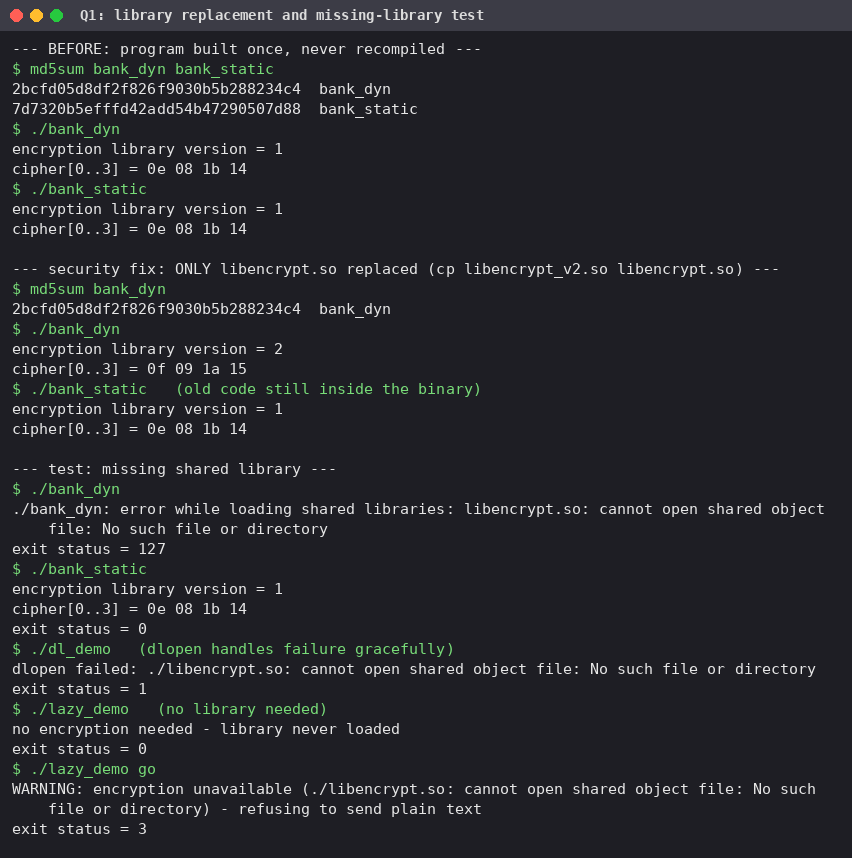 Q1: library replacement and missing-library test
--- BEFORE: program built once, never recompiled ---
$ md5sum bank_dyn bank_static
2bcfd05d8df2f826f9030b5b288234c4  bank_dyn
7d7320b5efffd42add54b47290507d88  bank_static
$ ./bank_dyn
encryption library version = 1
cipher[0..3] = 0e 08 1b 14
$ ./bank_static
encryption library version = 1
cipher[0..3] = 0e 08 1b 14
--- security fix: ONLY libencrypt.so replaced (cp libencrypt_v2.so libencrypt.so) ---
$ md5sum bank_dyn
2bcfd05d8df2f826f9030b5b288234c4  bank_dyn
$ ./bank_dyn
encryption library version = 2
cipher[0..3] = 0f 09 1a 15
$ ./bank_static   (old code still inside the binary)
encryption library version = 1
cipher[0..3] = 0e 08 1b 14
--- test: missing shared library ---
$ ./bank_dyn
./bank_dyn: error while loading shared libraries: libencrypt.so: cannot open shared object
    file: No such file or directory
exit status = 127
$ ./bank_static
encryption library version = 1
cipher[0..3] = 0e 08 1b 14
exit status = 0
$ ./dl_demo   (dlopen handles failure gracefully)
dlopen failed: ./libencrypt.so: cannot open shared object file: No such file or directory
exit status = 1
$ ./lazy_demo   (no library needed)
no encryption needed - library never loaded
exit status = 0
$ ./lazy_demo go
WARNING: encryption unavailable (./libencrypt.so: cannot open shared object file: No such
    file or directory) - refusing to send plain text
exit status = 3